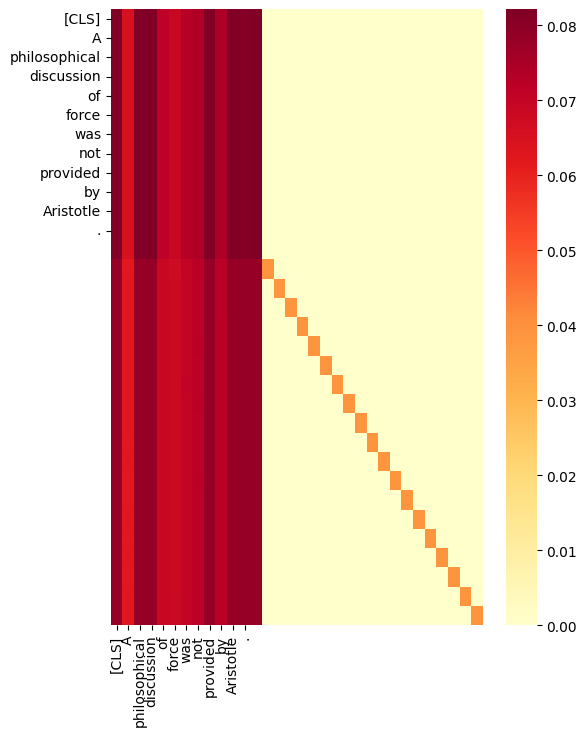 [CLS]
A
philosophical
discussion
of
force
was
not
provided
by
Aristotle
.
0.08
0.07
0.06
0.05
0.04
0.03
0.02
0.01
0.00
[CLS]
A
philosophical
discussion
of
force
was
not
provided
by
Aristotle
.